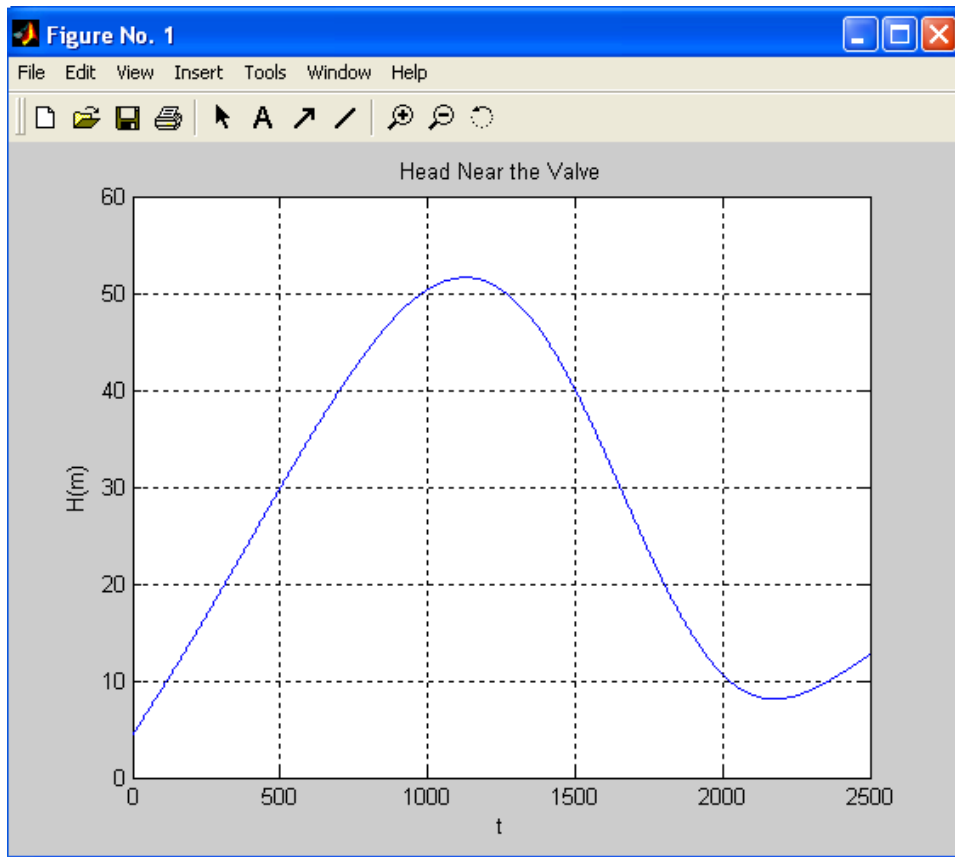 Figure No. 1
File Edit View Insert Tools Window Help
A
Head Near the Valve
60
50
40
30
20
10
0
H(m)
0 500 1000 1500 2000 2500
t